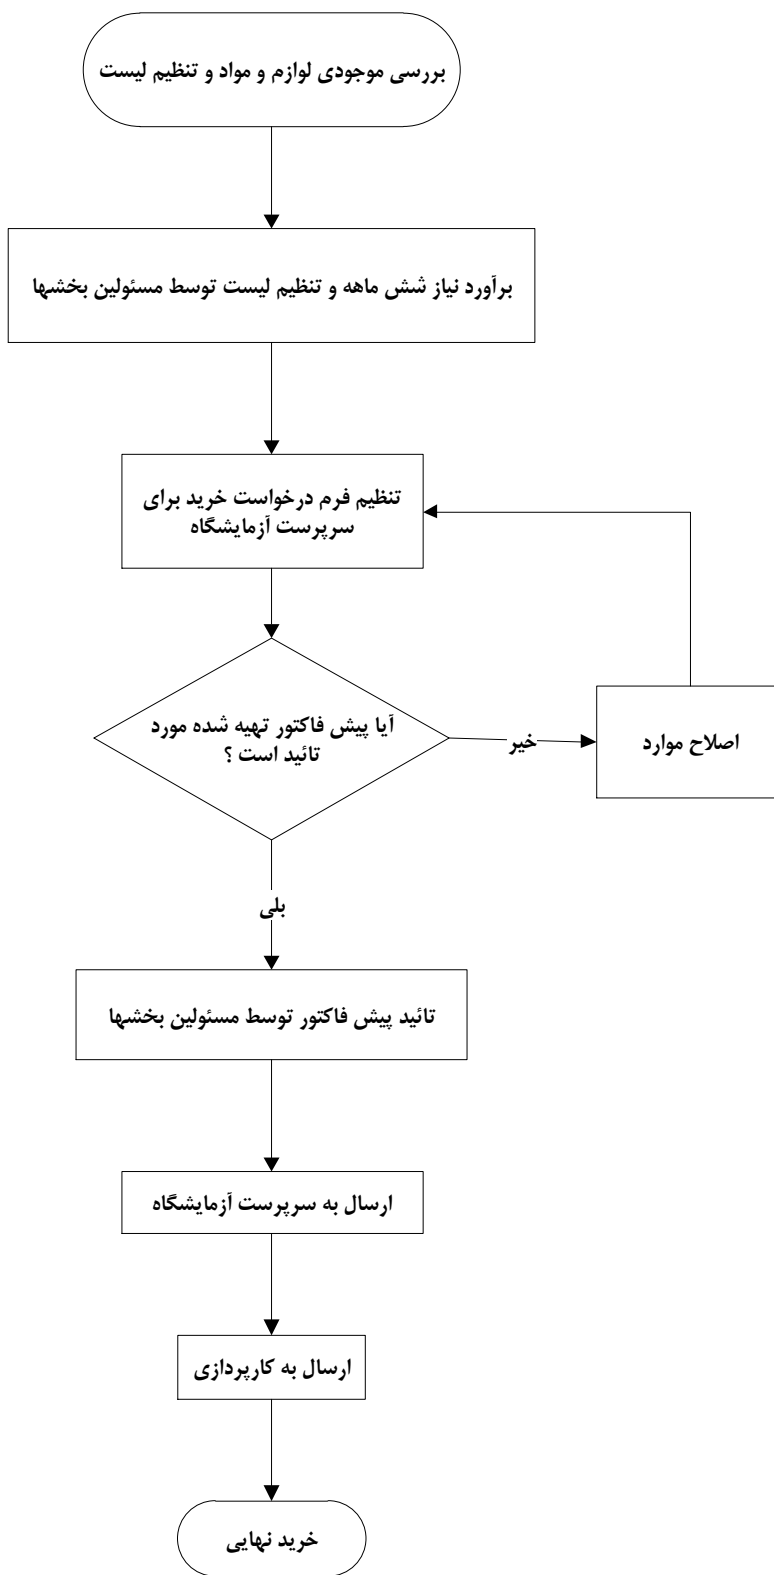 بررسی موجودی لوازم و مواد و تنظیم لیست
برآورد نیاز شش ماهه و تنظیم لیست توسط مسئولین بخشها
تنظیم فرم درخواست خرید برای
سرپرست آزمایشگاه
آیا پیش فاکتور تهیه شده مورد
تائید است ؟
خیر
اصلاح موارد
بلی
تائید پیش فاکتور توسط مسئولین بخشها
ارسال به سرپرست آزمایشگاه
ارسال به کارپردازی
خرید نهایی